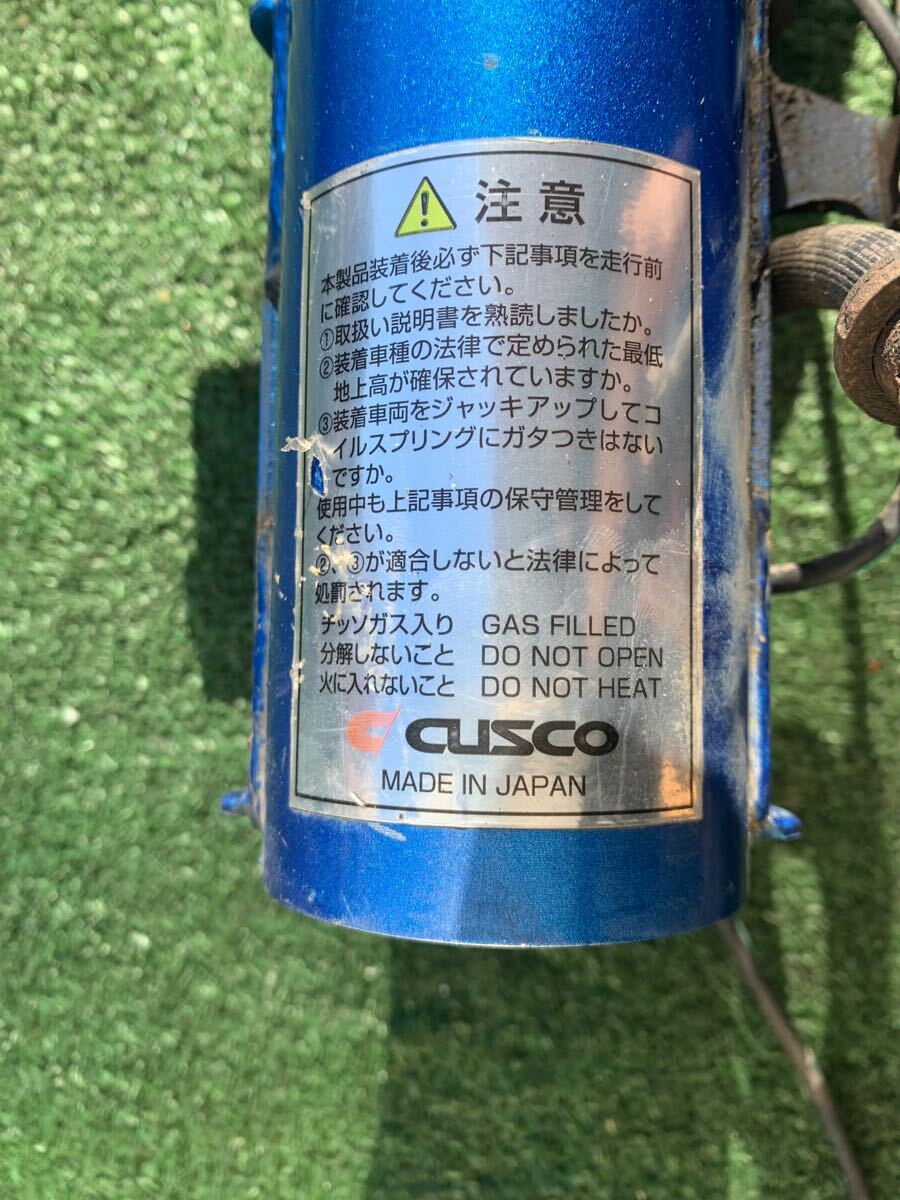 注意
本製品装着後必ず下記事項を走行前
に確認してください。
①取扱い説明書を熟読しましたか。
②装着車種の法律で定められた最低
地上高が確保されていますか。
③装着車両をジャッキアップしてコ
イルスプリングにガタつきはない
ですか。
使用中も上記事項の保守管理をして
ください。
②、③が適合しないと法律によって
処罰されます。
チッソガス入り GAS FILLED
分解しないこと DO NOT OPEN
火に入れないこと DO NOT HEAT
CUSCO
MADE IN JAPAN